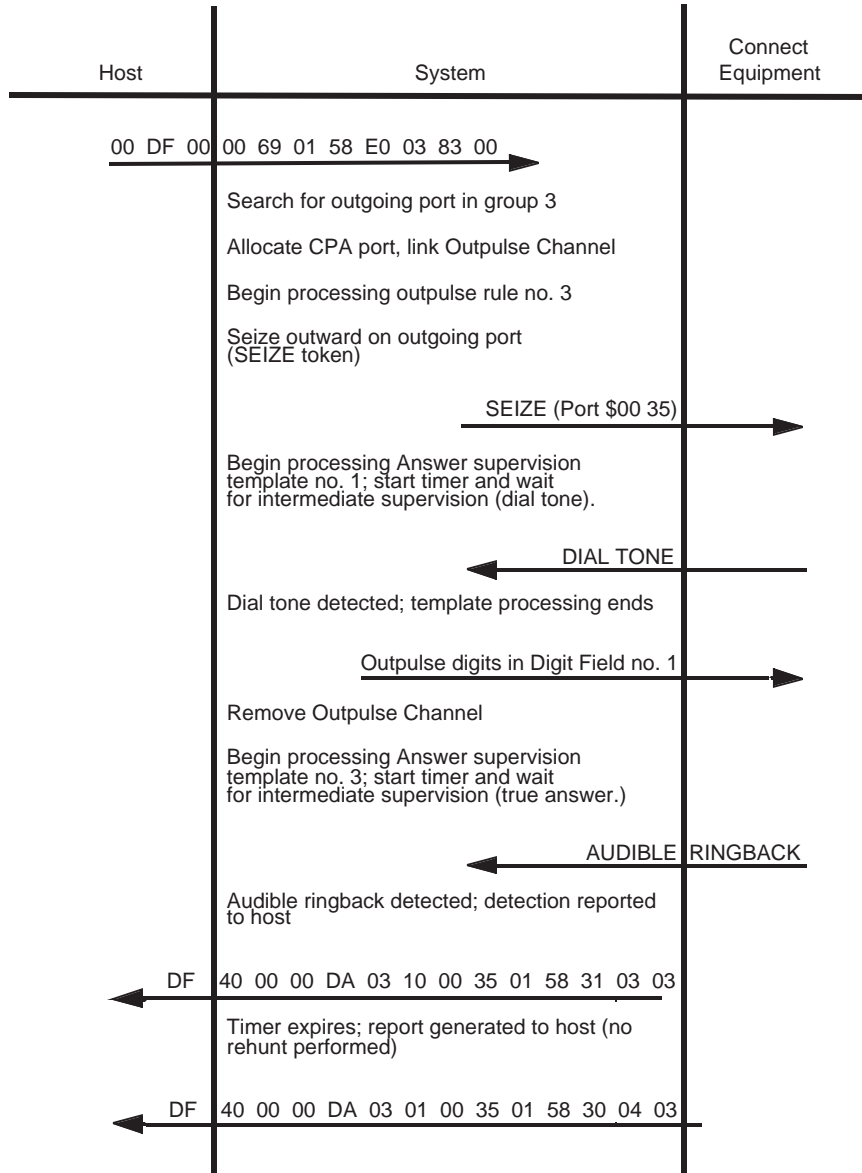 Host
System
Connect
Equipment
00 DF 00 00 69 01 58 E0 03 83 00
Search for outgoing port in group 3
Allocate CPA port, link Outpulse Channel
Begin processing outpulse rule no. 3
Seize outward on outgoing port
(SEIZE token)
SEIZE (Port $00 35)
Begin processing Answer supervision
template no. 1; start timer and wait
for intermediate supervision (dial tone).
DIAL TONE
Dial tone detected; template processing ends
Outpulse digits in Digit Field no. 1
Remove Outpulse Channel
Begin processing Answer supervision
template no. 3; start timer and wait
for intermediate supervision (true answer.)
AUDIBLE RINGBACK
Audible ringback detected; detection reported
to host
DF 40 00 00 DA 03 10 00 35 01 58 31 03 03
Timer expires; report generated to host (no
rehunt performed)
DF 40 00 00 DA 03 01 00 35 01 58 30 04 03